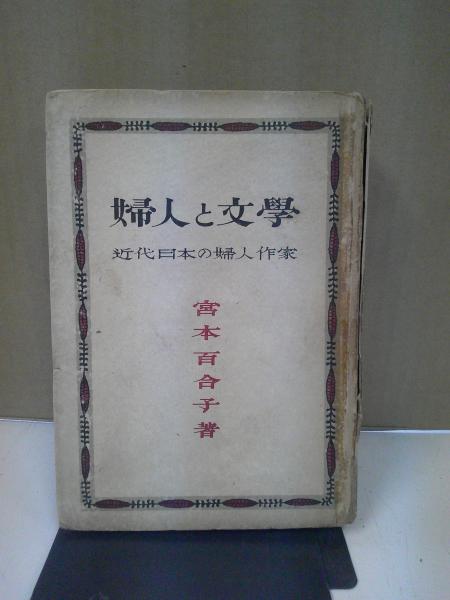 婦人と文學
近代日本の婦人作家
宮本百合子著